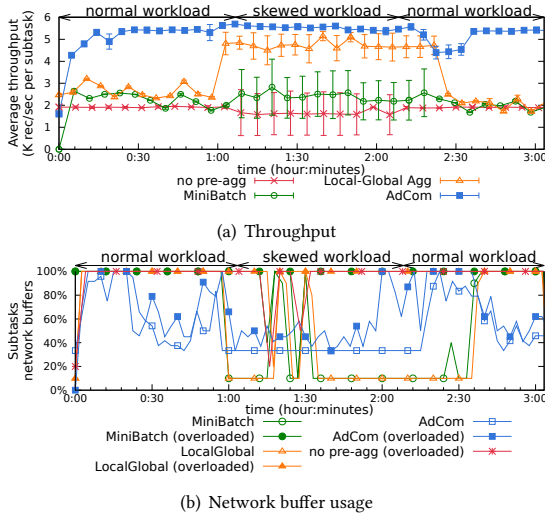 normal workload skewed workload normal workload
6
5
4
3
2
1
0
Average throughput
(K rec/sec per subtask)
0:00 0:30 1:00 1:30 2:00 2:30 3:00
time (hour:minutes)
no pre-agg Local-Global Agg
MiniBatch AdCom
(a) Throughput
normal workload skewed workload normal workload
100%
80%
60%
40%
20%
0%
Subtasks
network buffers
0:00 0:30 1:00 1:30 2:00 2:30 3:00
time (hour:minutes)
MiniBatch AdCom
MiniBatch (overloaded) AdCom (overloaded)
LocalGlobal no pre-agg (overloaded)
LocalGlobal (overloaded)
(b) Network buffer usage